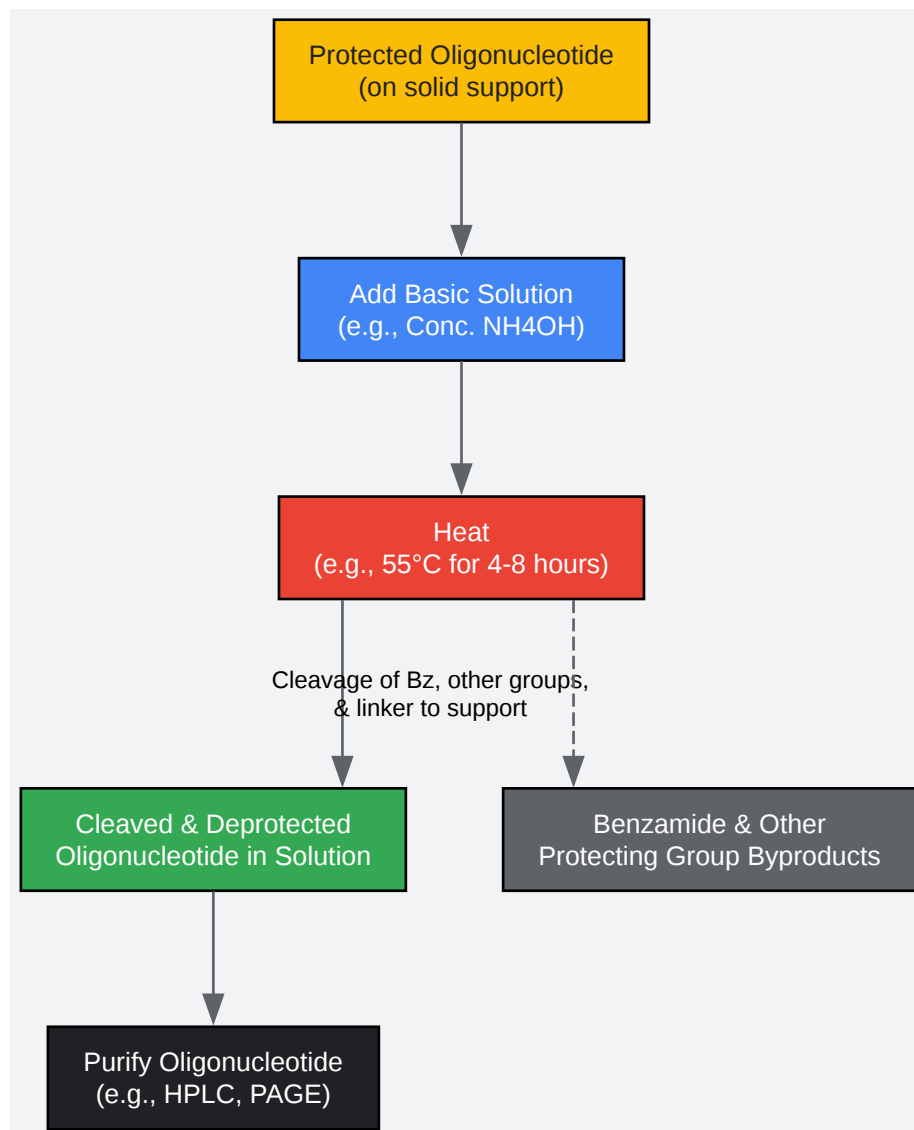 Protected Oligonucleotide
(on solid support)
Add Basic Solution
(e.g., Conc. NH4OH)
Heat
(e.g., 55°C for 4-8 hours)
Cleavage of Bz, other groups,
& linker to support
Cleaved & Deprotected
Oligonucleotide in Solution
Benzamide & Other
Protecting Group Byproducts
Purify Oligonucleotide
(e.g., HPLC, PAGE)